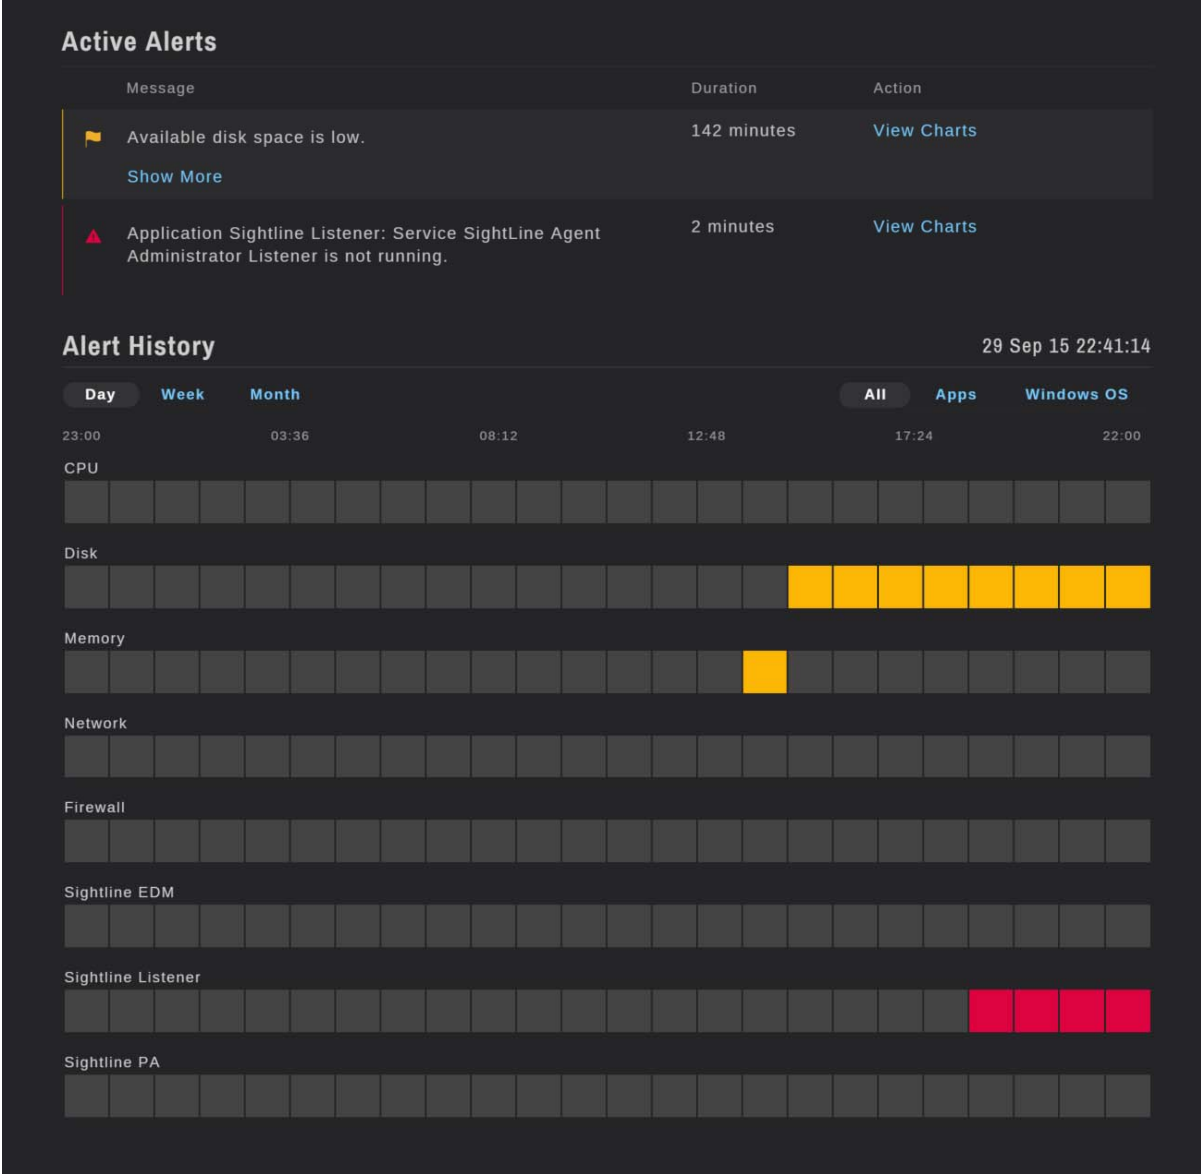 Active Alerts
Message Duration Action
Available disk space is low. 142 minutes View Charts
Show More
Application Sightline Listener: Service SightLine Agent 2 minutes View Charts
Administrator Listener is not running.
Alert History 29 Sep 15 22:41:14
Day Week Month All Apps Windows OS
23:00 03:36 08:12 12:48 17:24 22:00
CPU
Disk
Memory
Network
Firewall
Sightline EDM
Sightline Listener
Sightline PA